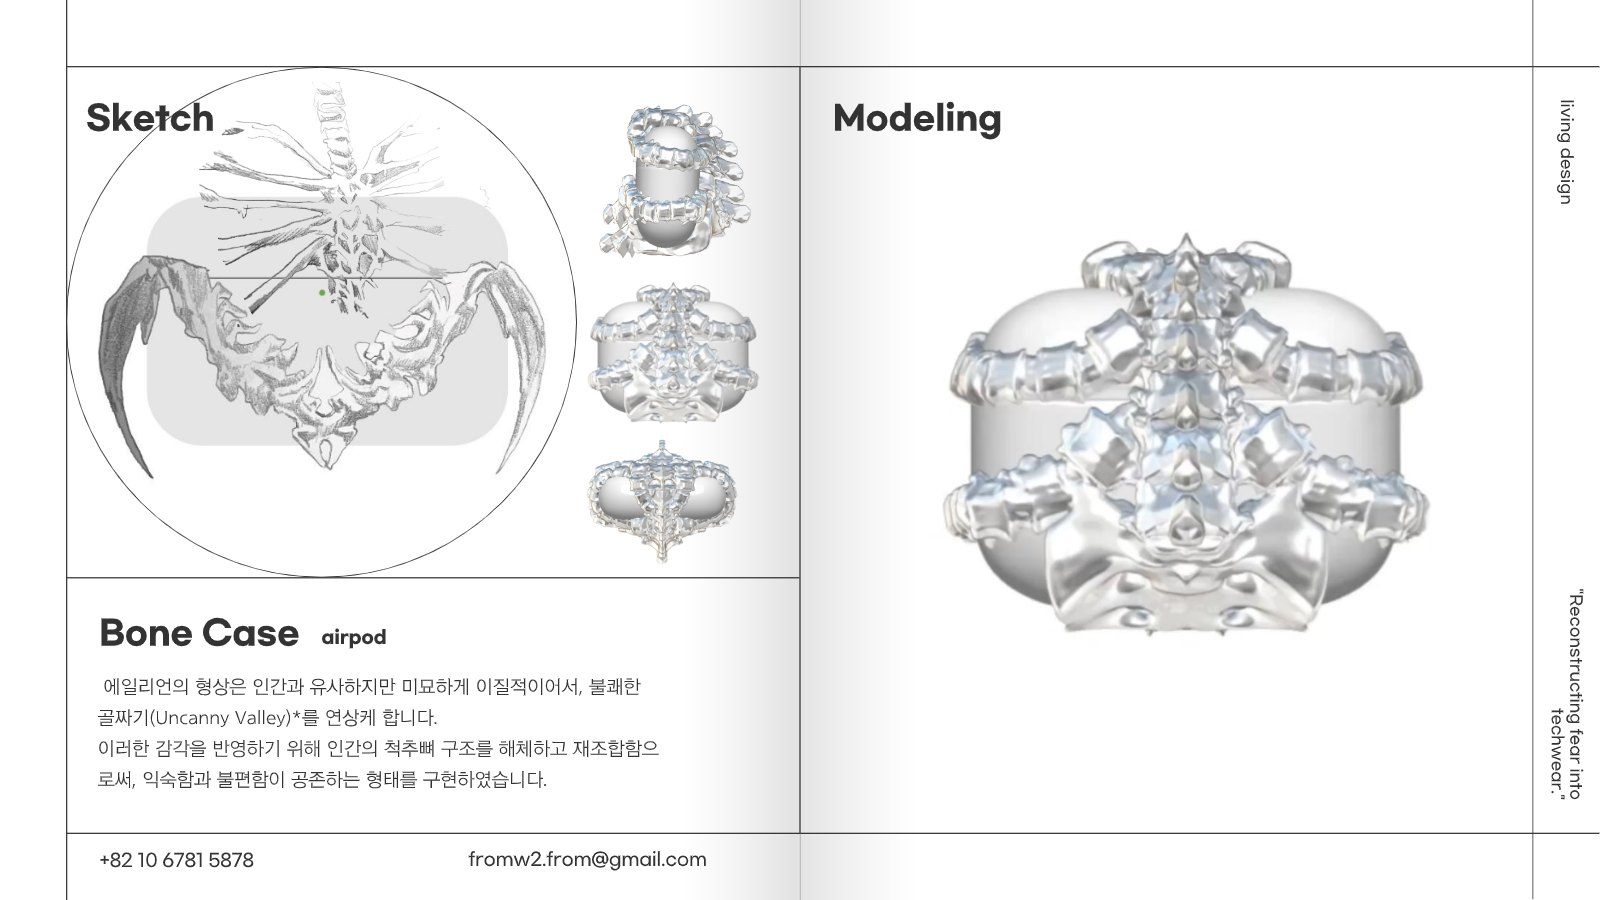 Sketch
Modeling
living design
Bone Case airpod
에일리언의 형상은 인간과 유사하지만 미묘하게 이질적이어서, 불쾌한
골짜기(Uncanny Valley)*를 연상케 합니다.
이러한 감각을 반영하기 위해 인간의 척추뼈 구조를 해체하고 재조합함으
로써, 익숙함과 불편함이 공존하는 형태를 구현하였습니다.
"Reconstructing fear into
techwear."
+82 10 6781 5878
fromw2.from@gmail.com